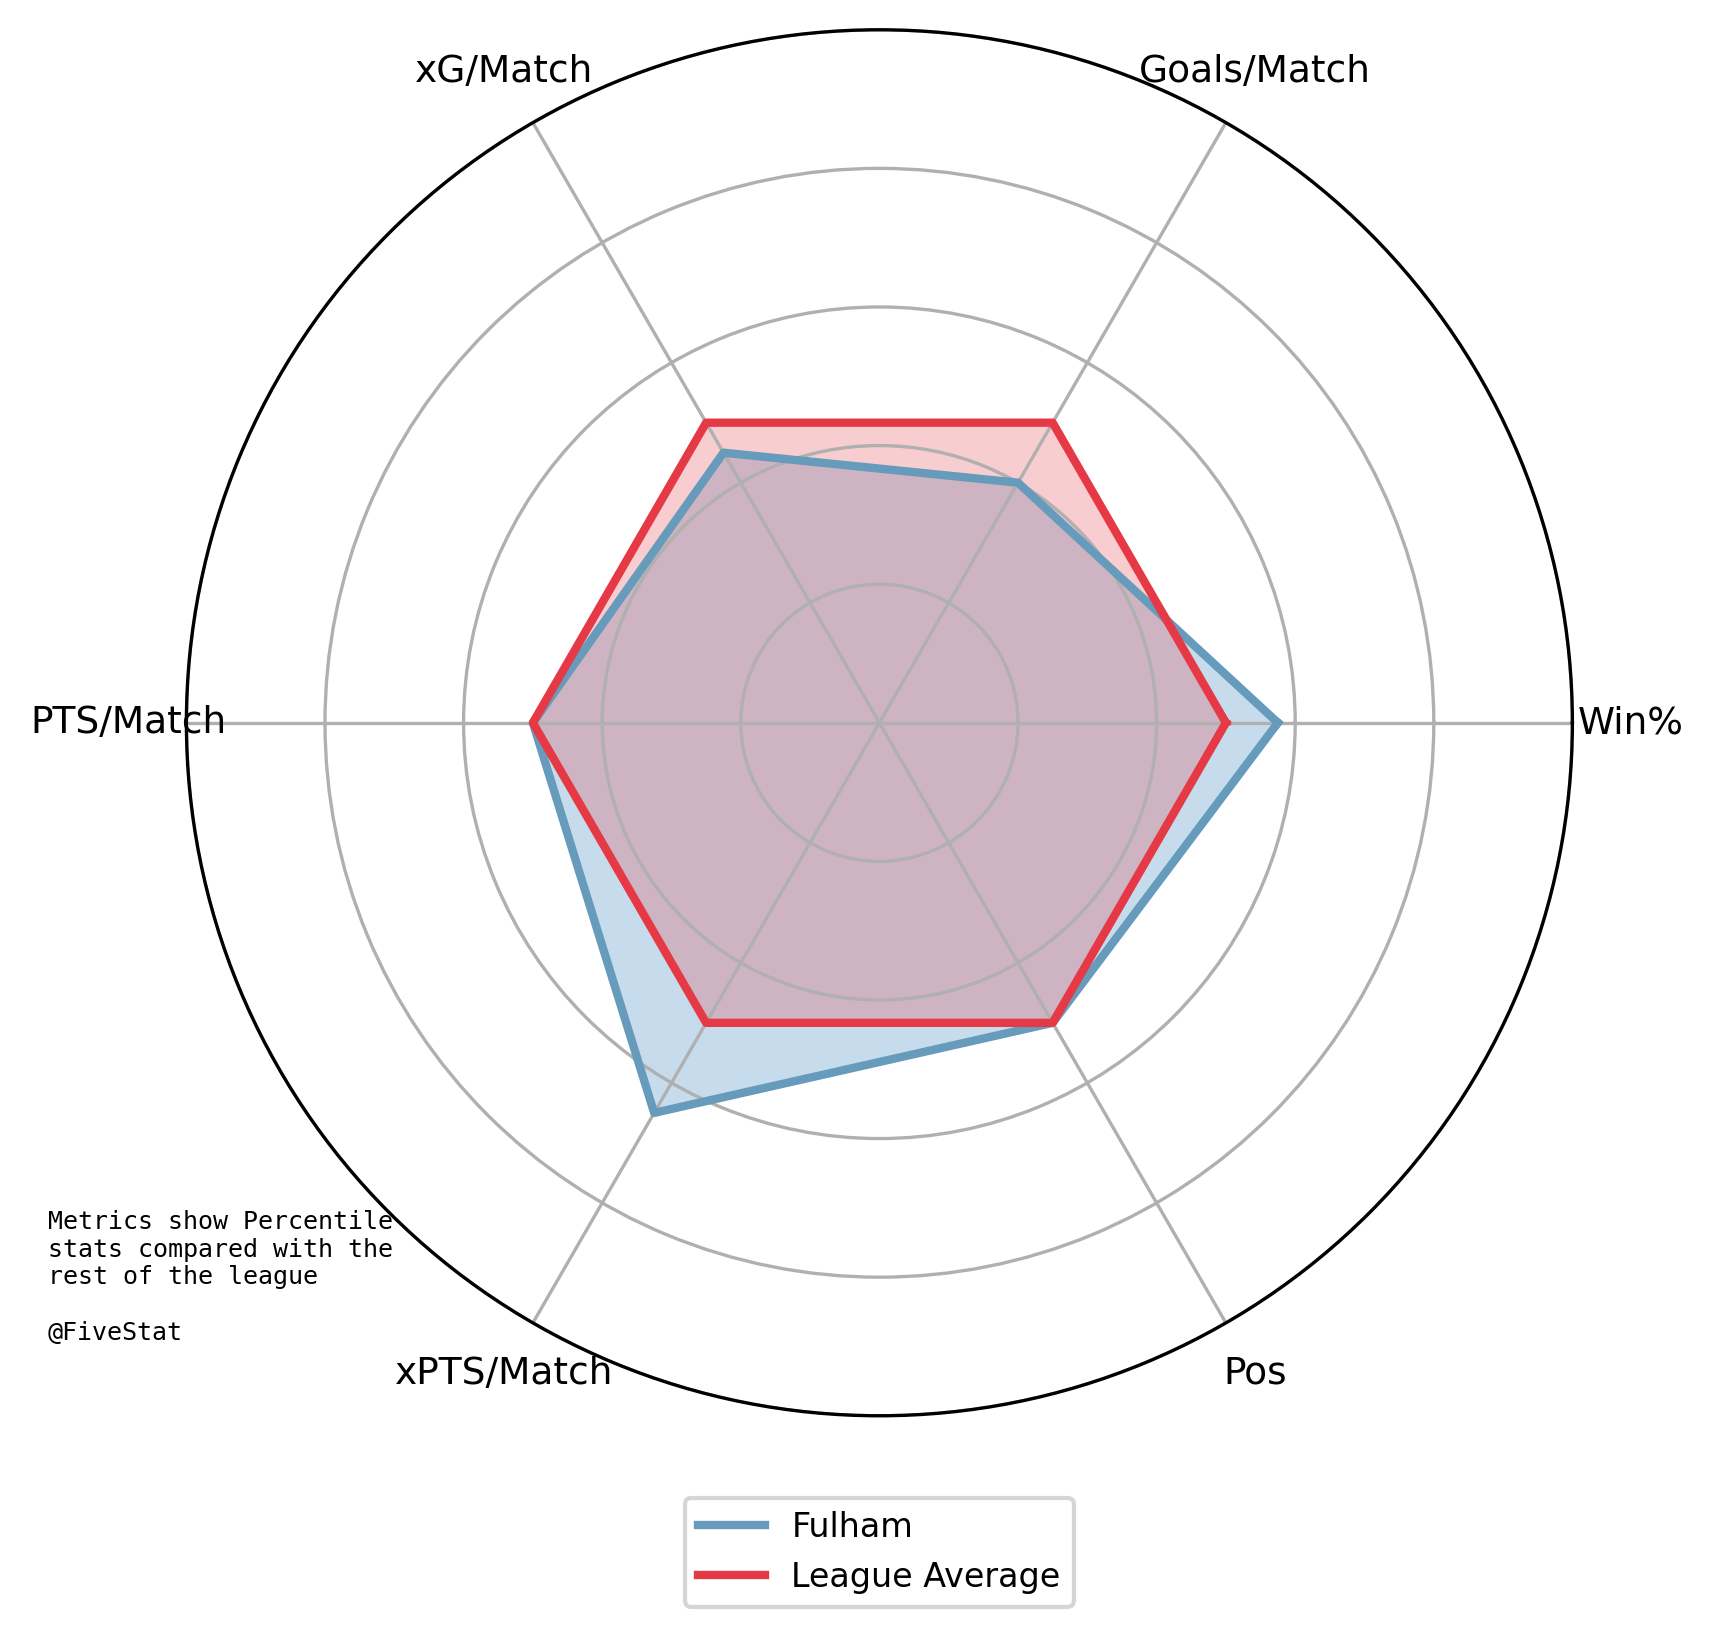 xG/Match
Goals/Match
PTS/Match
Win%
Metrics show Percentile
stats compared with the
rest of the league
@FiveStat
xPTS/Match
Pos
Fulham
League Average